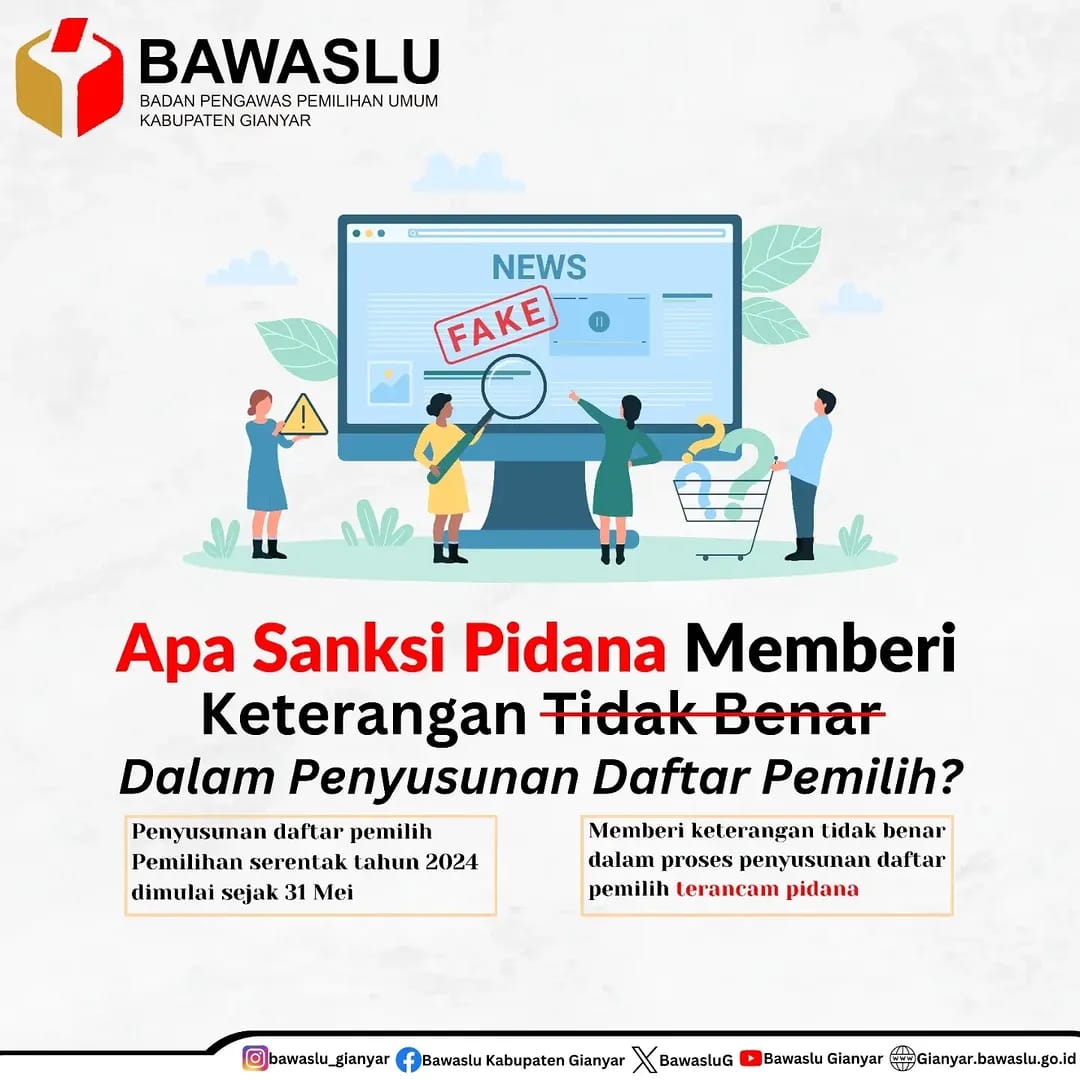 BAWASLU
BADAN PENGAWAS PEMILIHAN UMUM
KABUPATEN GIANYAR
NEWS
FAKE
Apa Sanksi Pidana Memberi
Keterangan Tidak Benar
Dalam Penyusunan Daftar Pemilih?
Penyusunan daftar pemilih
Pemilihan serentak tahun 2024
dimulai sejak 31 Mei
Memberi keterangan tidak benar
dalam proses penyusunan daftar
pemilih terancam pidana
bawaslu_gianyar Bawaslu Kabupaten Gianyar BawasluG Bawaslu Gianyar Gianyar.bawaslu.go.id